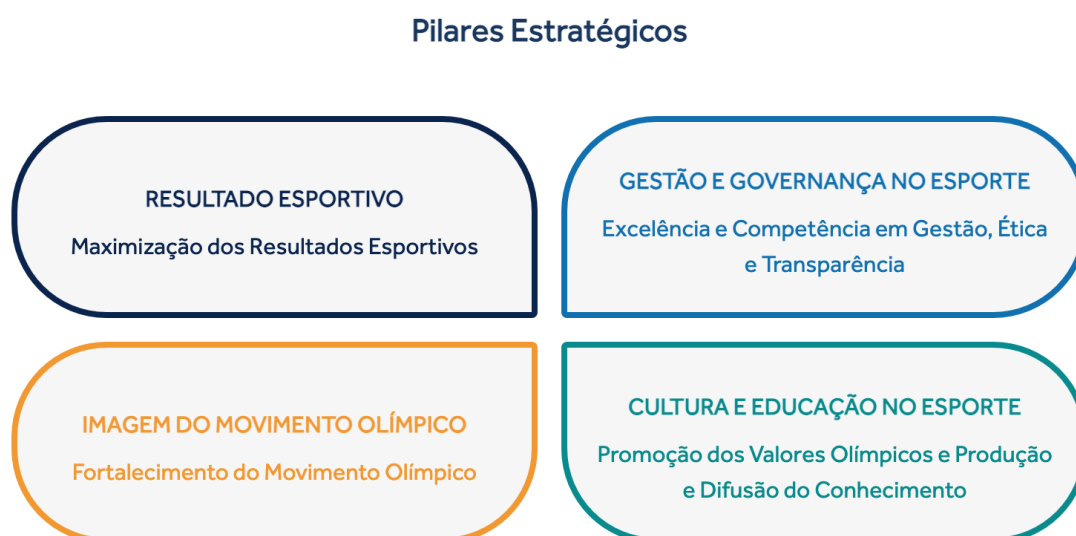 Pilares Estratégicos
RESULTADO ESPORTIVO
Maximização dos Resultados Esportivos
GESTÃO E GOVERNANÇA NO ESPORTE
Excelência e Competência em Gestão, Ética
e Transparência
IMAGEM DO MOVIMENTO OLÍMPICO
Fortalecimento do Movimento Olímpico
CULTURA E EDUCAÇÃO NO ESPORTE
Promoção dos Valores Olímpicos e Produção
e Difusão do Conhecimento